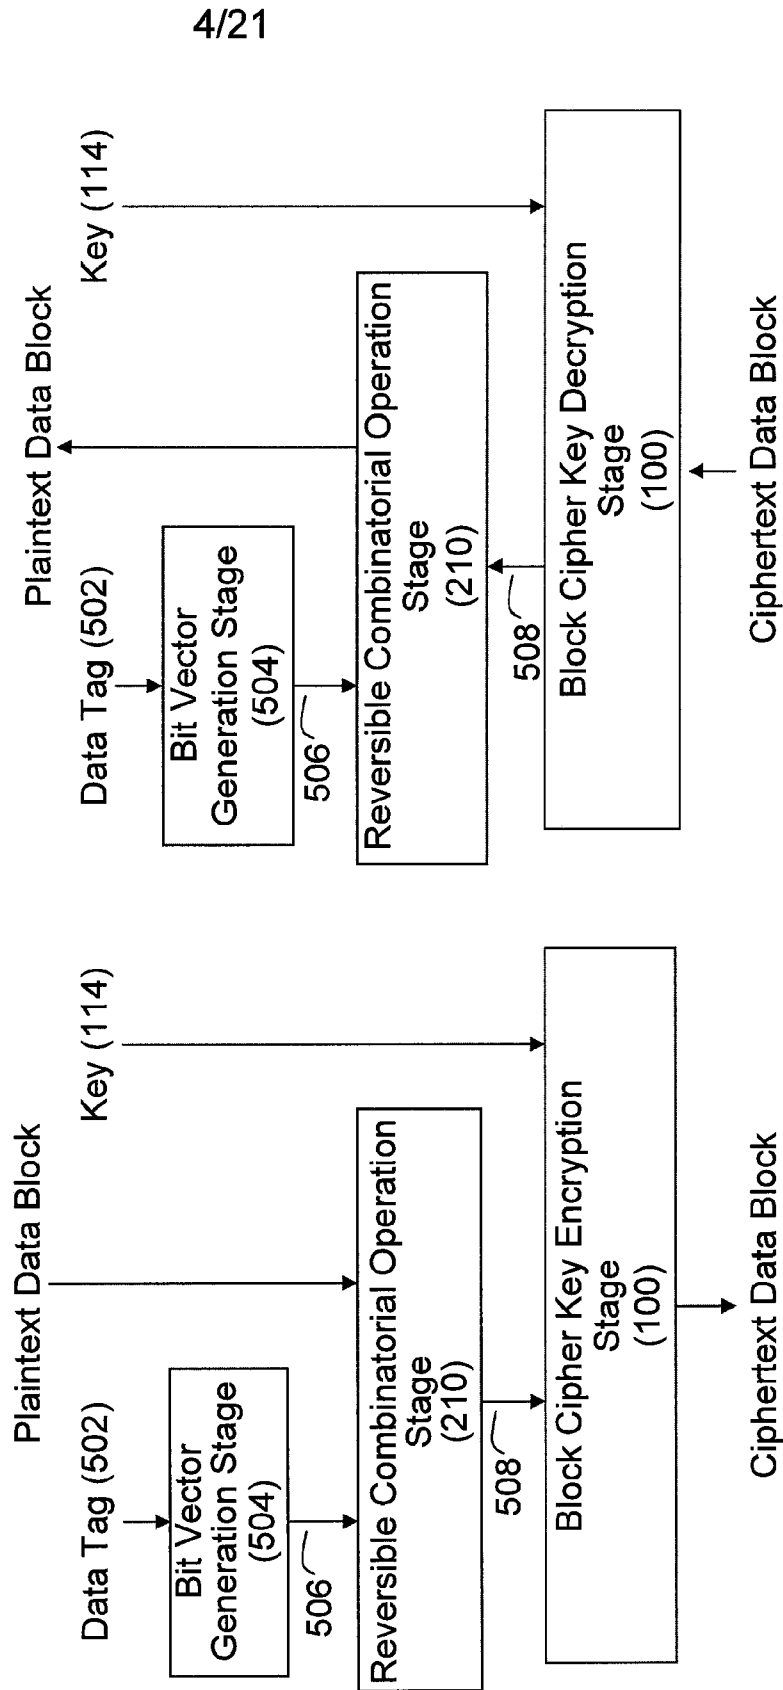 4/21
Plaintext Data Block
Data Tag (502)
Key (114)
Bit Vector
Generation Stage
(504)
506
Reversible Combinatorial Operation
Stage
(210)
508
Block Cipher Key Encryption
Stage
(100)
Ciphertext Data Block
Plaintext Data Block
Data Tag (502)
Key (114)
Bit Vector
Generation Stage
(504)
506
Reversible Combinatorial Operation
Stage
(210)
508
Block Cipher Key Decryption
Stage
(100)
Ciphertext Data Block